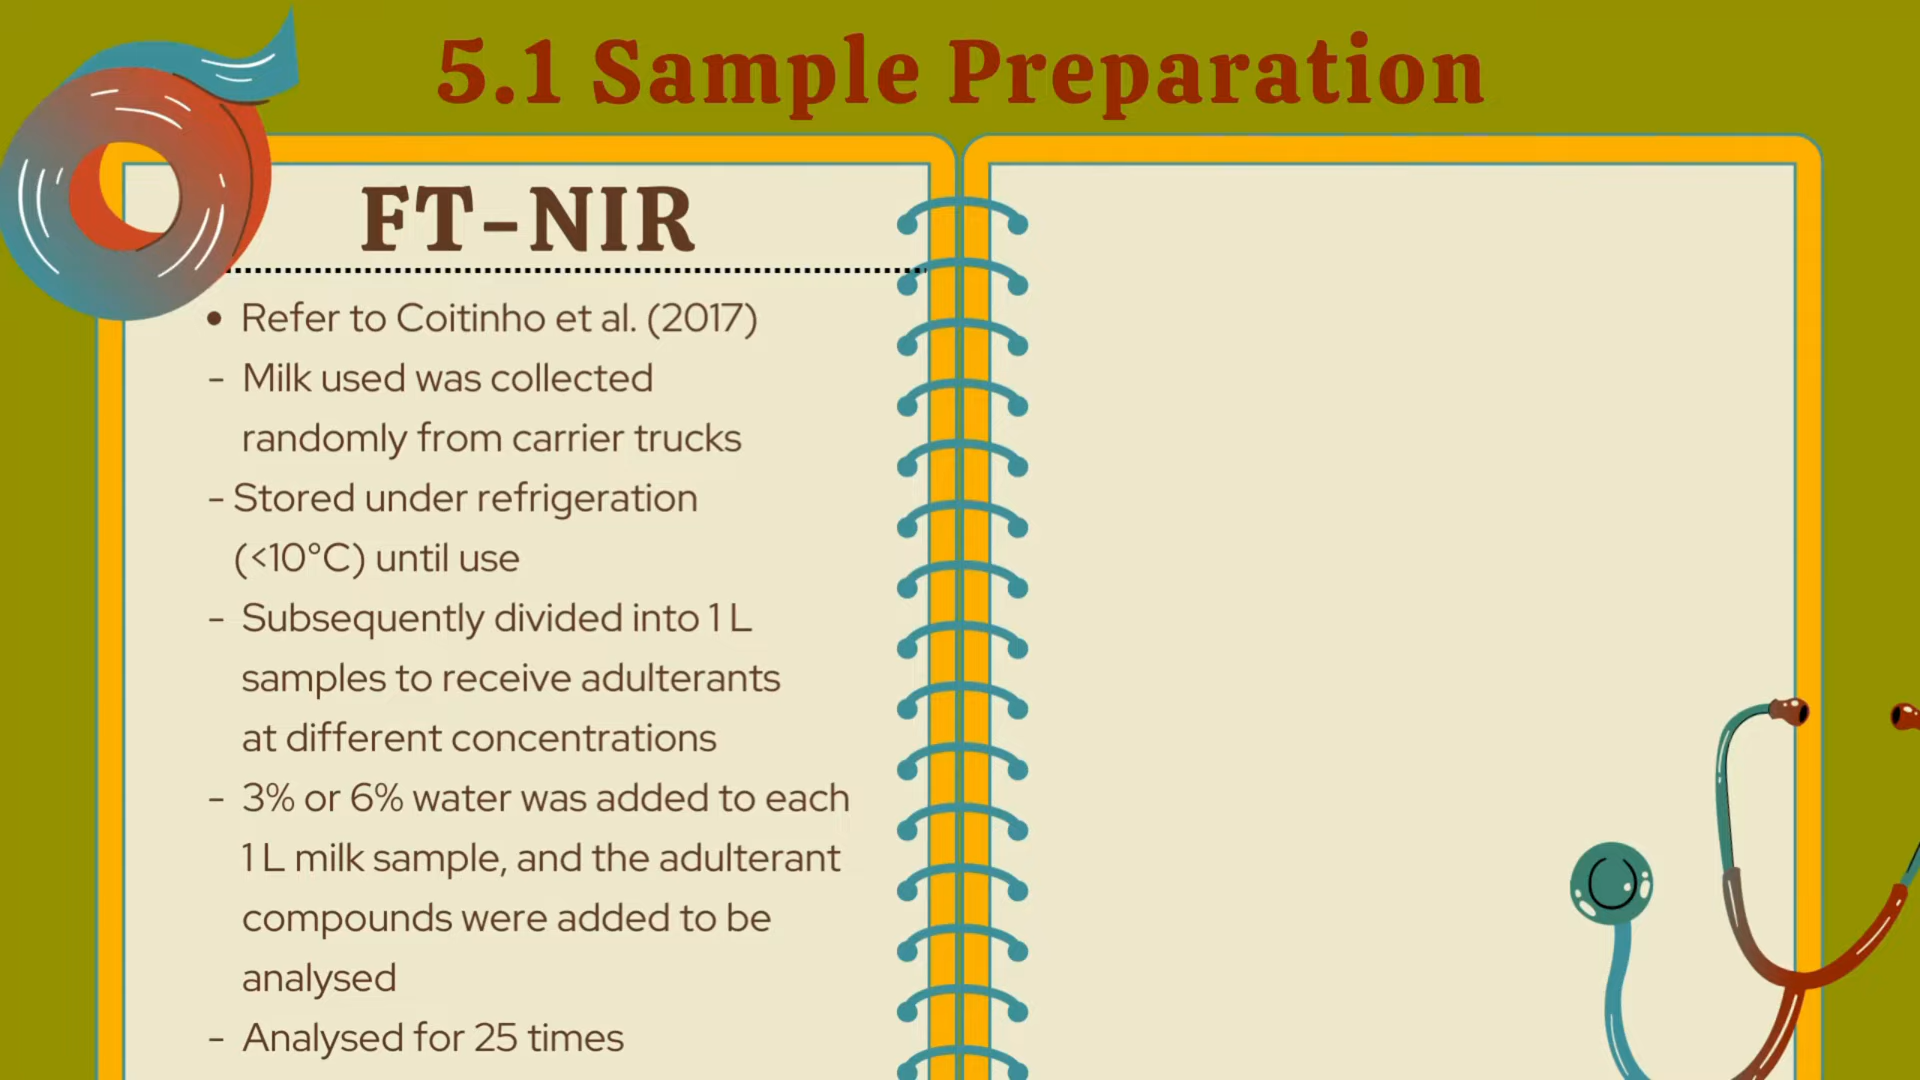 5.1 Sample Preparation
FT-NIR
• Refer to Coitinho et al. (2017)
- Milk used was collected
randomly from carrier trucks
- Stored under refrigeration
(<10°C) until use
- Subsequently divided into 1 L
samples to receive adulterants
at different concentrations
- 3% or 6% water was added to each
1 L milk sample, and the adulterant
compounds were added to be
analysed
- Analysed for 25 times